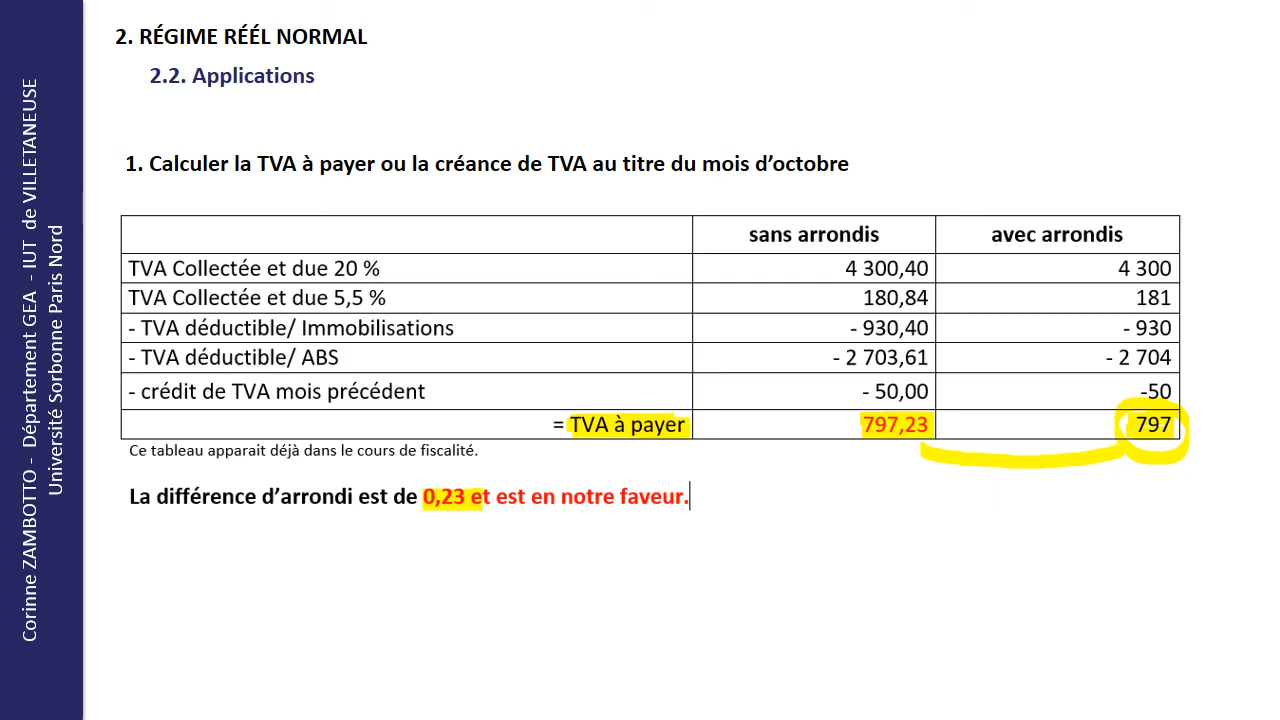 Corinne ZAMBOTTO - Département GEA - IUT de VILLETANEUSE
Université Sorbonne Paris Nord
2. RÉGIME RÉÉL NORMAL
2.2. Applications
1. Calculer la TVA à payer ou la créance de TVA au titre du mois d’octobre
sans arrondis avec arrondis
TVA Collectée et due 20 % 4 300,40 4 300
TVA Collectée et due 5,5 % 180,84 181
- TVA déductible/ Immobilisations - 930,40 - 930
- TVA déductible/ ABS - 2 703,61 - 2 704
- crédit de TVA mois précédent - 50,00 -50
= TVA à payer 797,23 797
Ce tableau apparait déjà dans le cours de fiscalité.
La différence d’arrondi est de 0,23 et est en notre faveur.